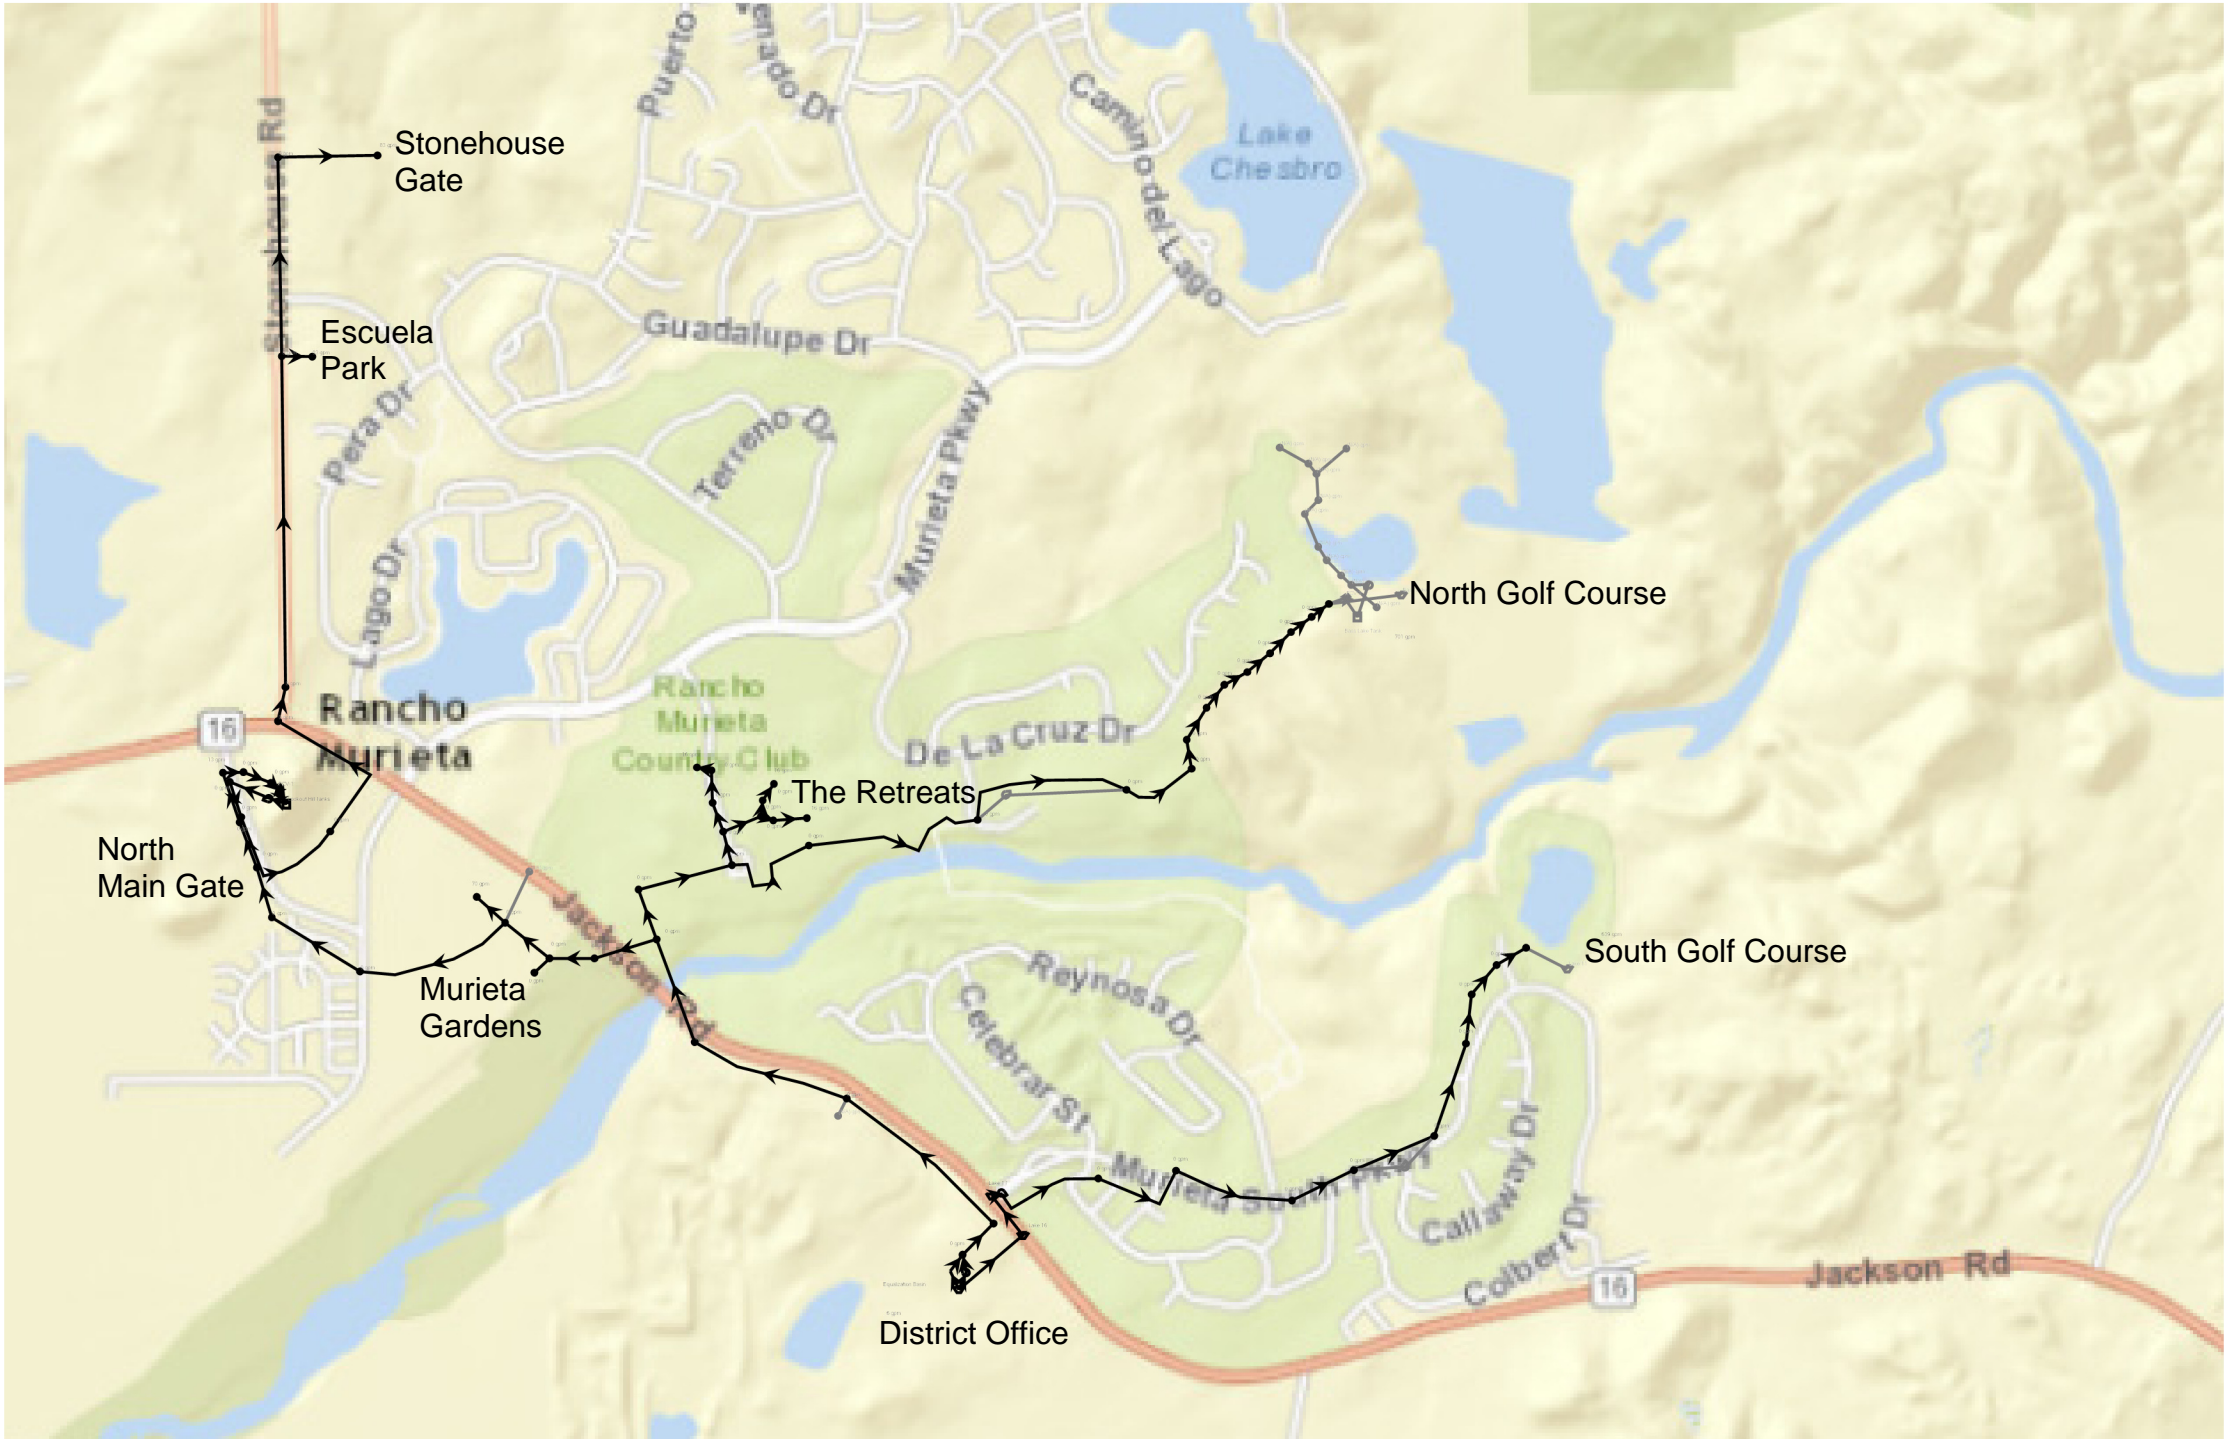 Puerto
enado Dr
Camino del Lago
Lake
Chesbro
Stonehouse Rd
Stonehouse
Gate
Guadalupe Dr
Escuela
Park
Pera Dr
Terreno Dr
Murieta Pkwy
Lago Dr
North Golf Course
Rancho
Murieta
16
Rancho
Murieta
Country Club
De La Cruz Dr
The Retreats
North
Main Gate
Jackson Rd
Murieta
Gardens
South Golf Course
Reynosa Dr
Celebrar St
Murieta South Pkwy
Callaway Dr
Colbert Dr
16
Jackson Rd
District Office